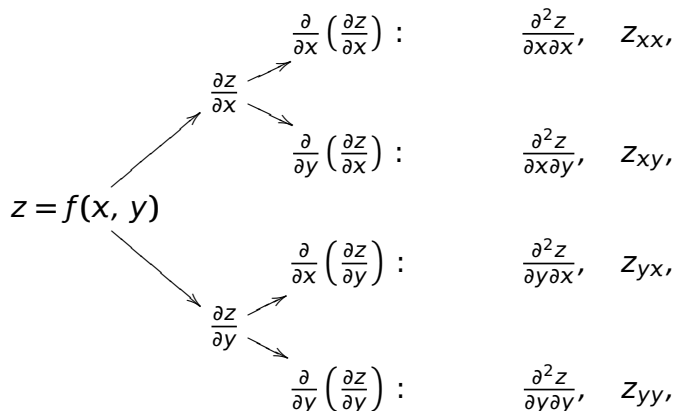 ∂/∂x (∂z/∂x) : ∂²z/∂x∂x, z_xx,
∂z/∂x
∂/∂y (∂z/∂x) : ∂²z/∂x∂y, z_xy,
z = f(x, y)
∂/∂x (∂z/∂y) : ∂²z/∂y∂x, z_yx,
∂z/∂y
∂/∂y (∂z/∂y) : ∂²z/∂y∂y, z_yy,